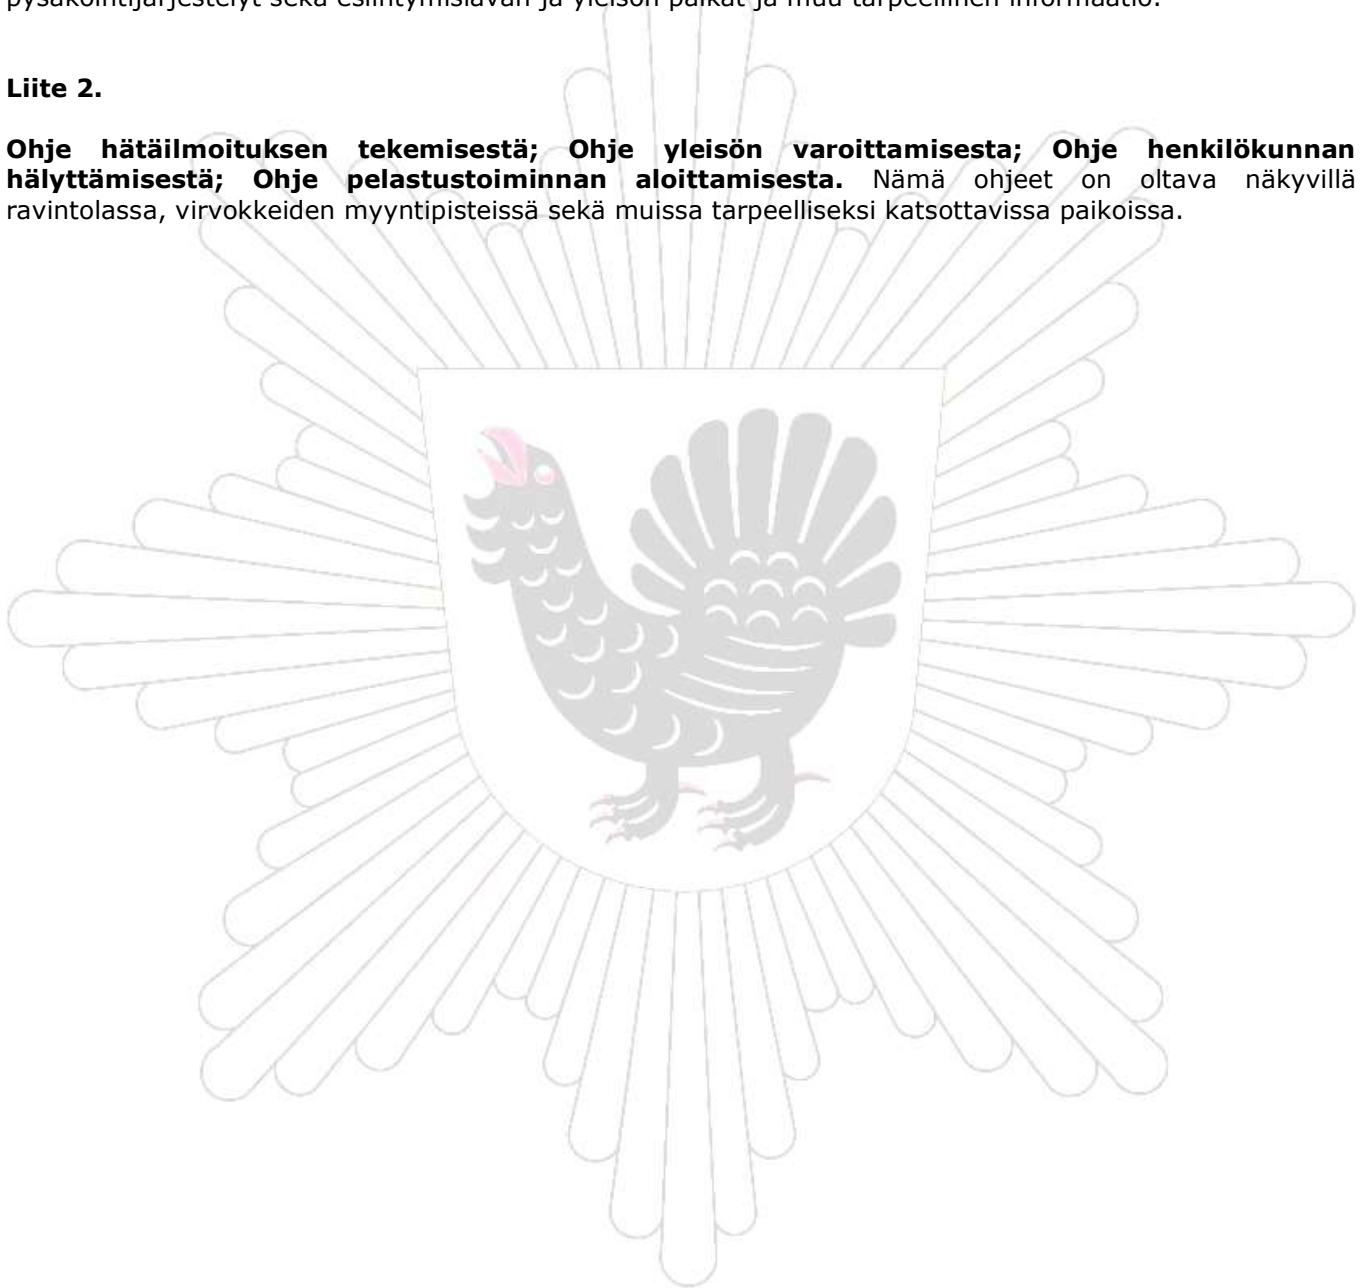 pysäköintijärjestelyt sekä esiintymislavan ja yleisön paikat ja muu tarpeellinen informaatio.
Liite 2.
Ohje hätäilmoituksen tekemisestä; Ohje yleisön varoittamisesta; Ohje henkilökunnan
hälyttämisestä; Ohje pelastustoiminnan aloittamisesta. Nämä ohjeet on oltava näkyvillä
ravintolassa, virvokkeiden myyntipisteissä sekä muissa tarpeelliseksi katsottavissa paikoissa.